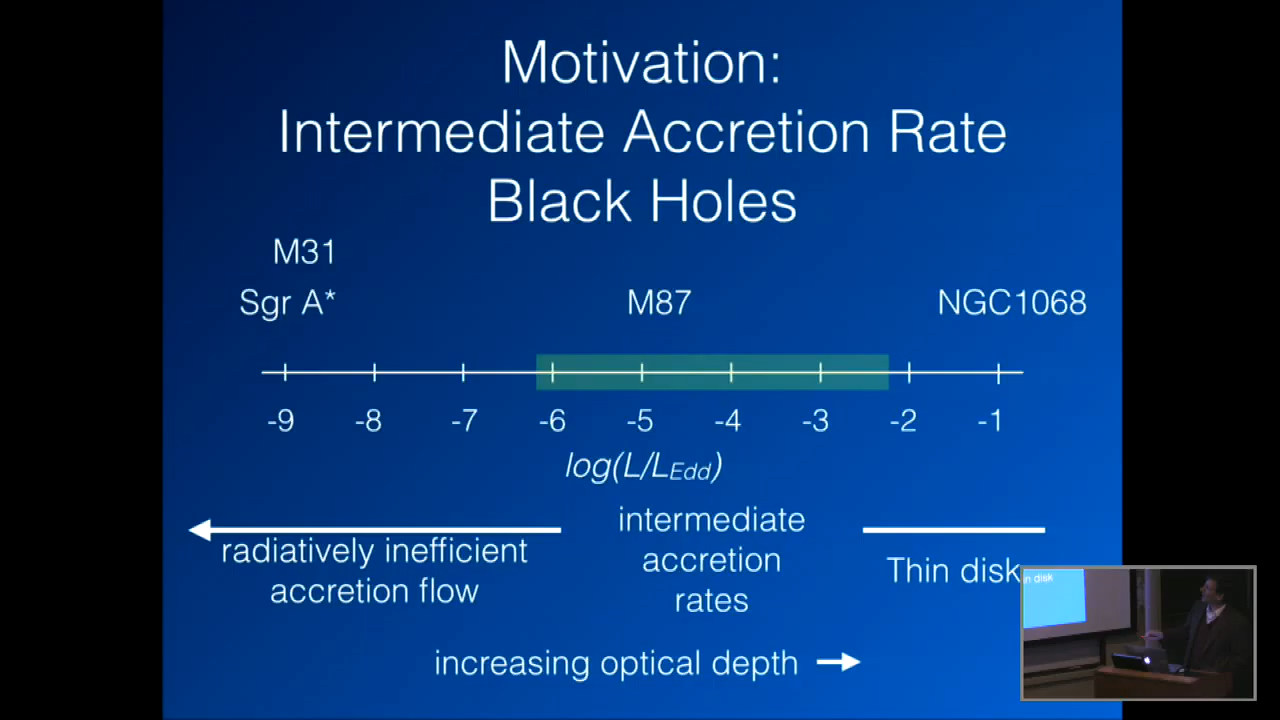 Motivation:
Intermediate Accretion Rate
Black Holes
M31
Sgr A*
M87
NGC1068
-9 -8 -7 -6 -5 -4 -3 -2 -1
log(L/LEdd)
radiatively inefficient
accretion flow
intermediate
accretion
rates
Thin disk
increasing optical depth
n disk